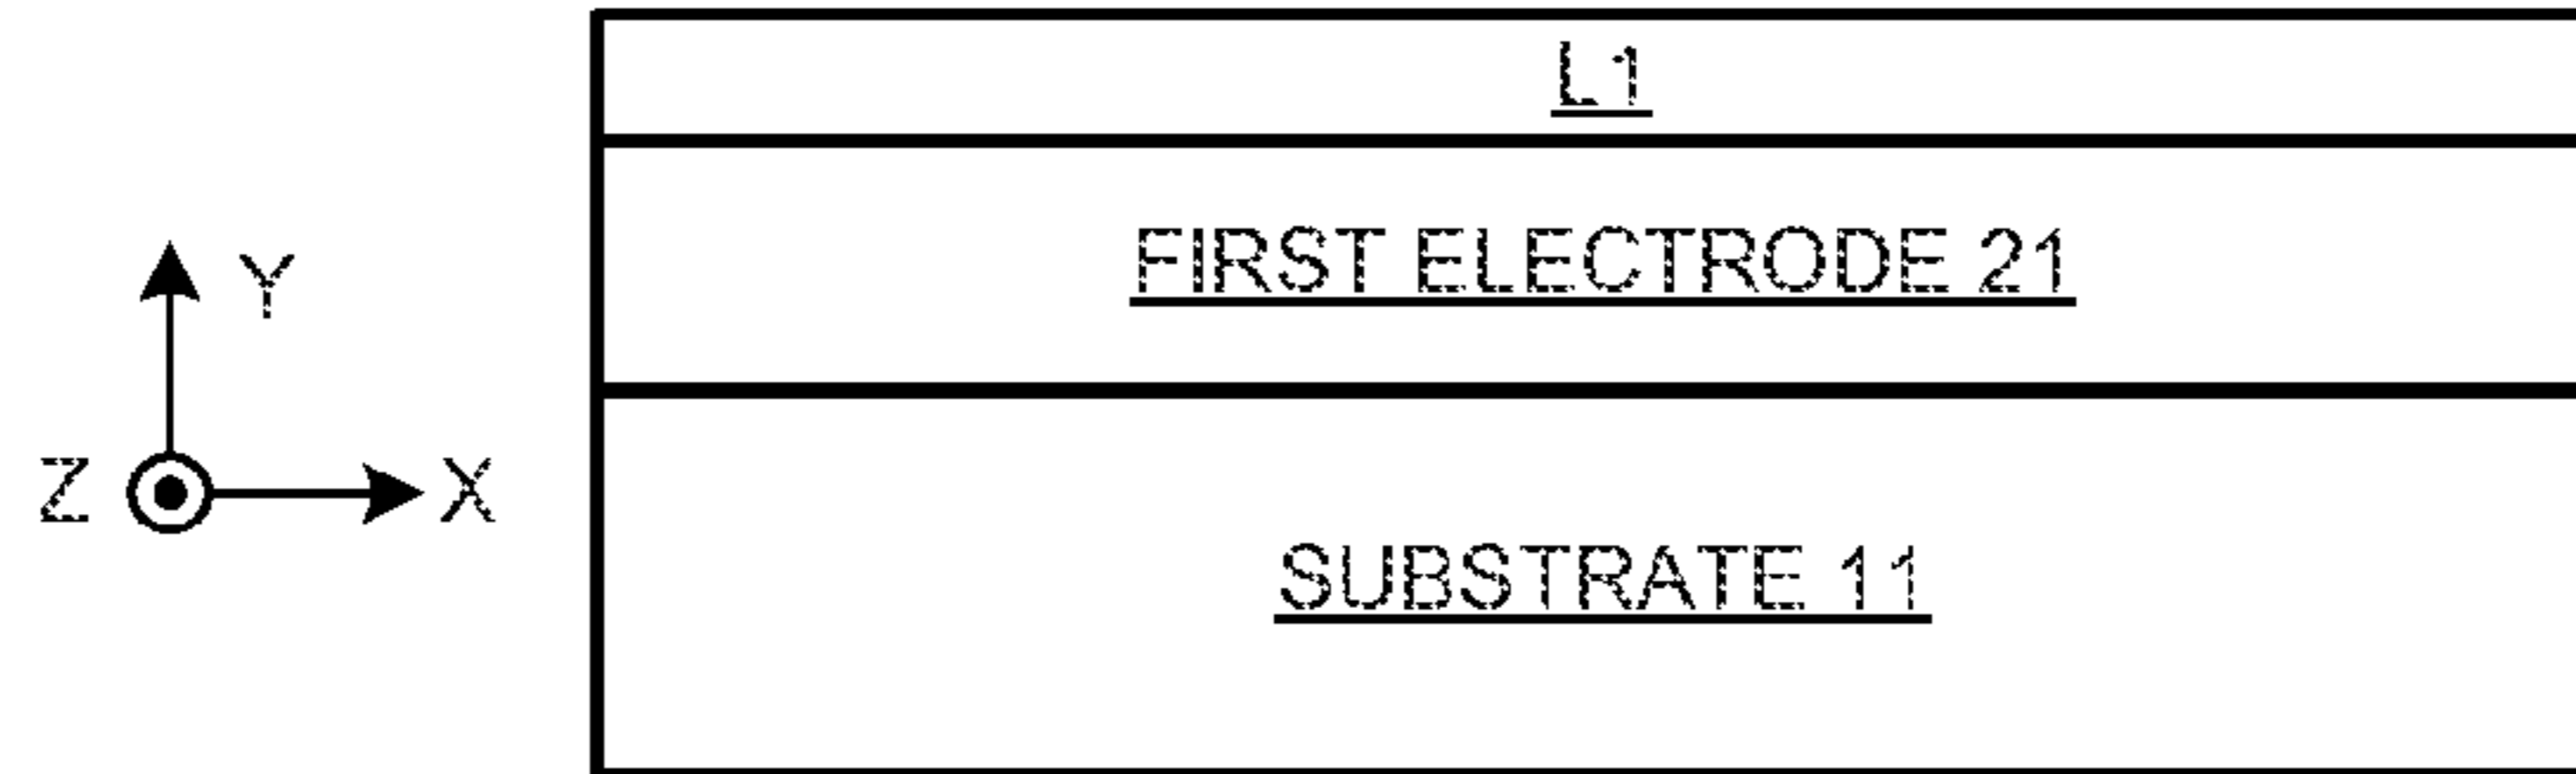 L1
FIRST ELECTRODE 21
Y
Z X
SUBSTRATE 11